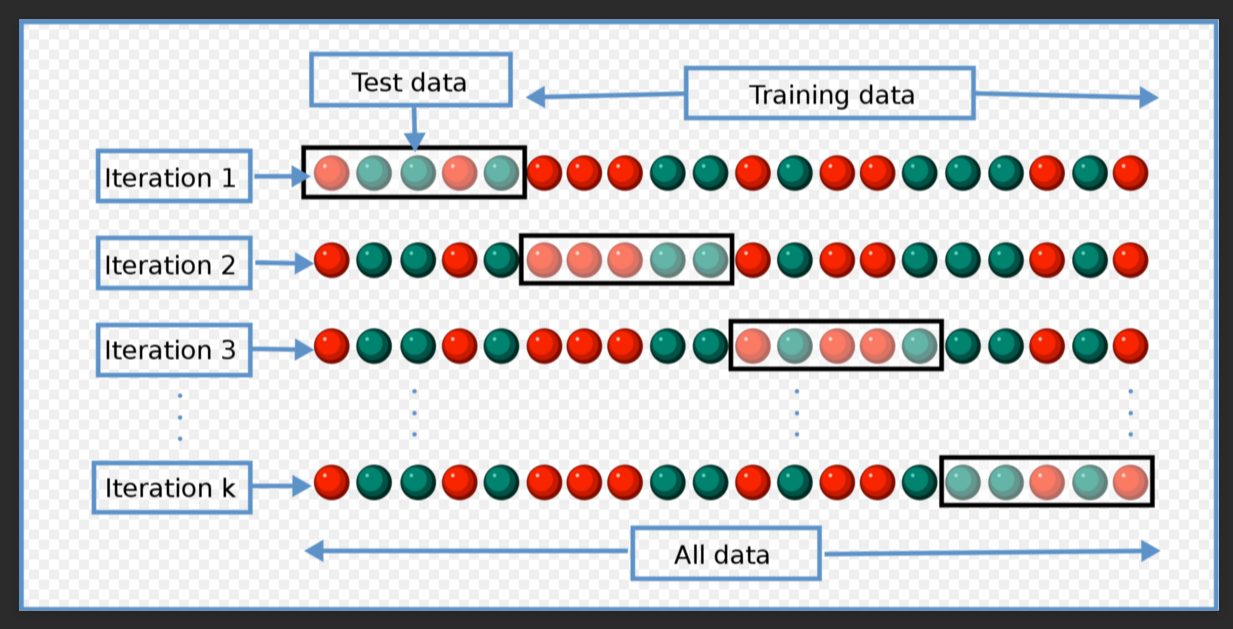 Test data
Training data
Iteration 1
Iteration 2
Iteration 3
Iteration k
All data